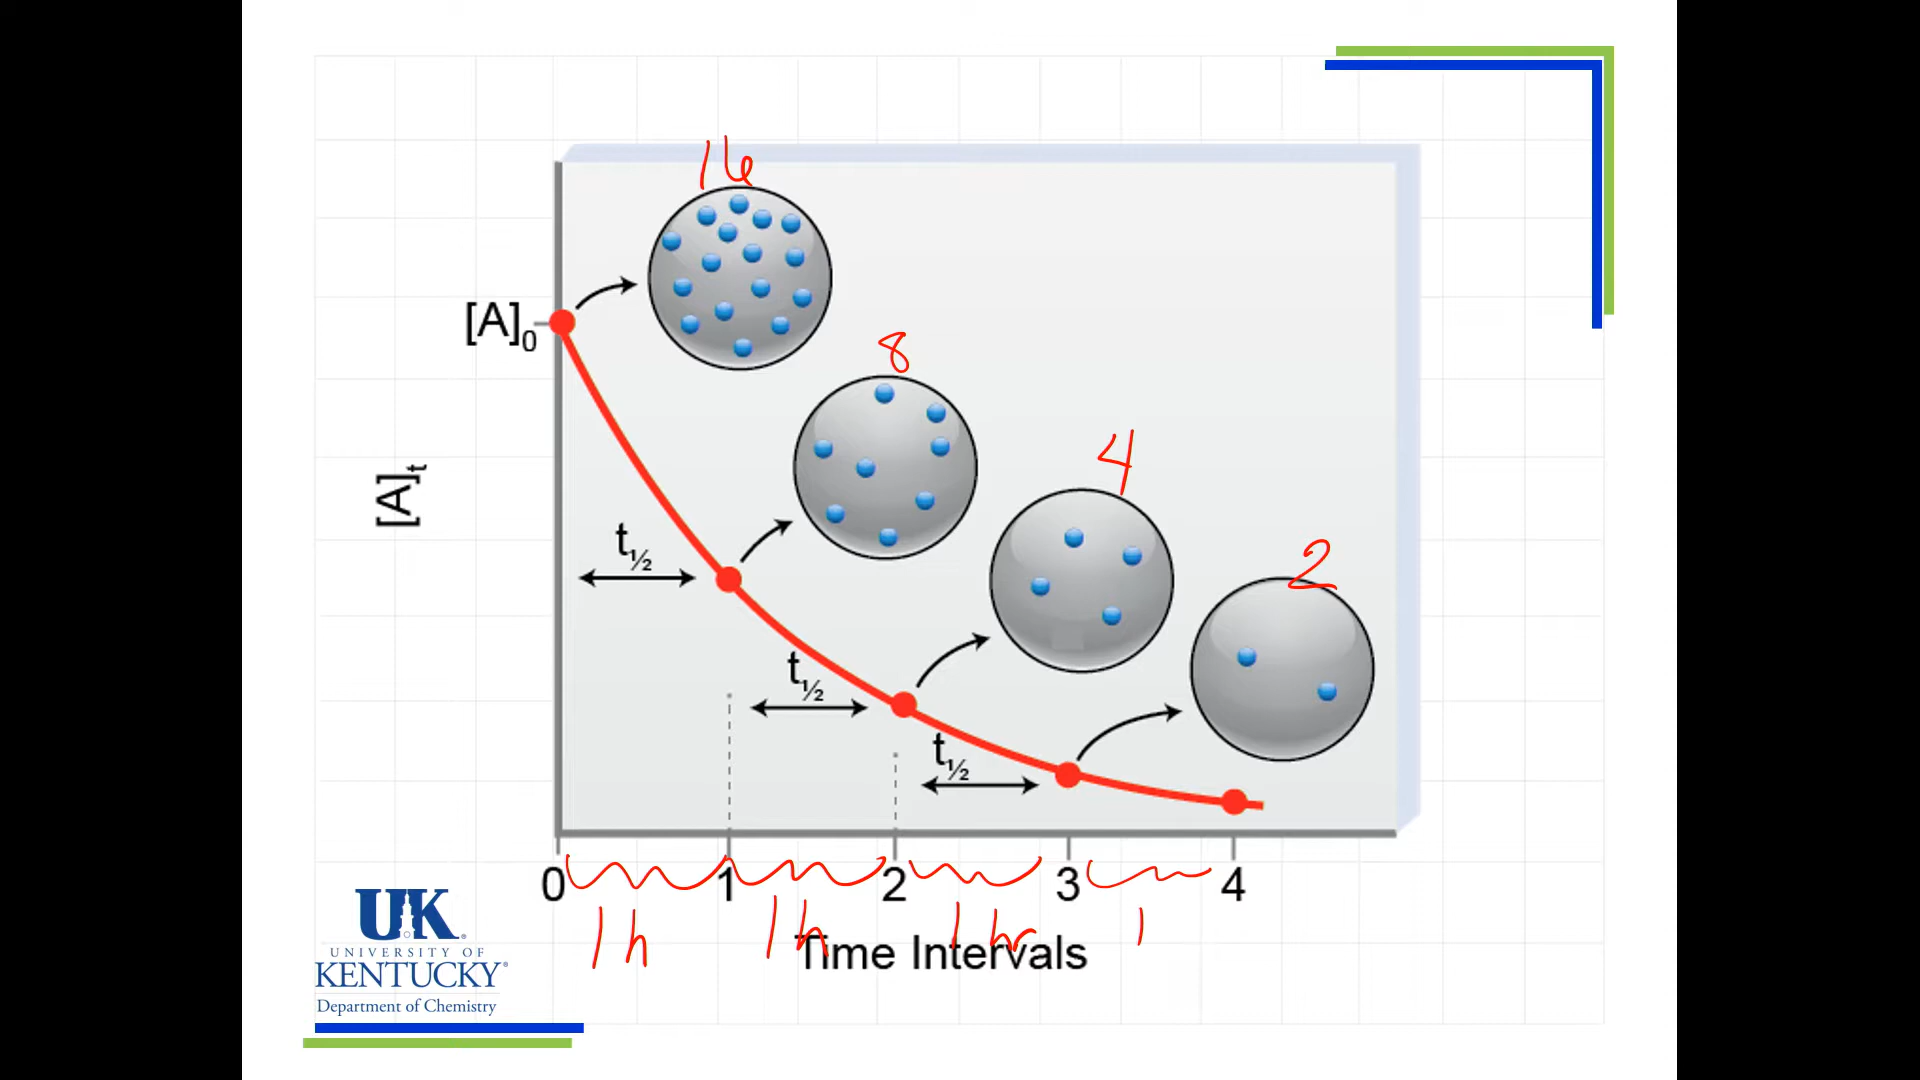 16
[A]₀
8
[A]ₜ
4
t½
2
t½
t½
0 1 2 3 4
1h 1h 1hr 1
Time Intervals
UK
UNIVERSITY OF
KENTUCKY®
Department of Chemistry